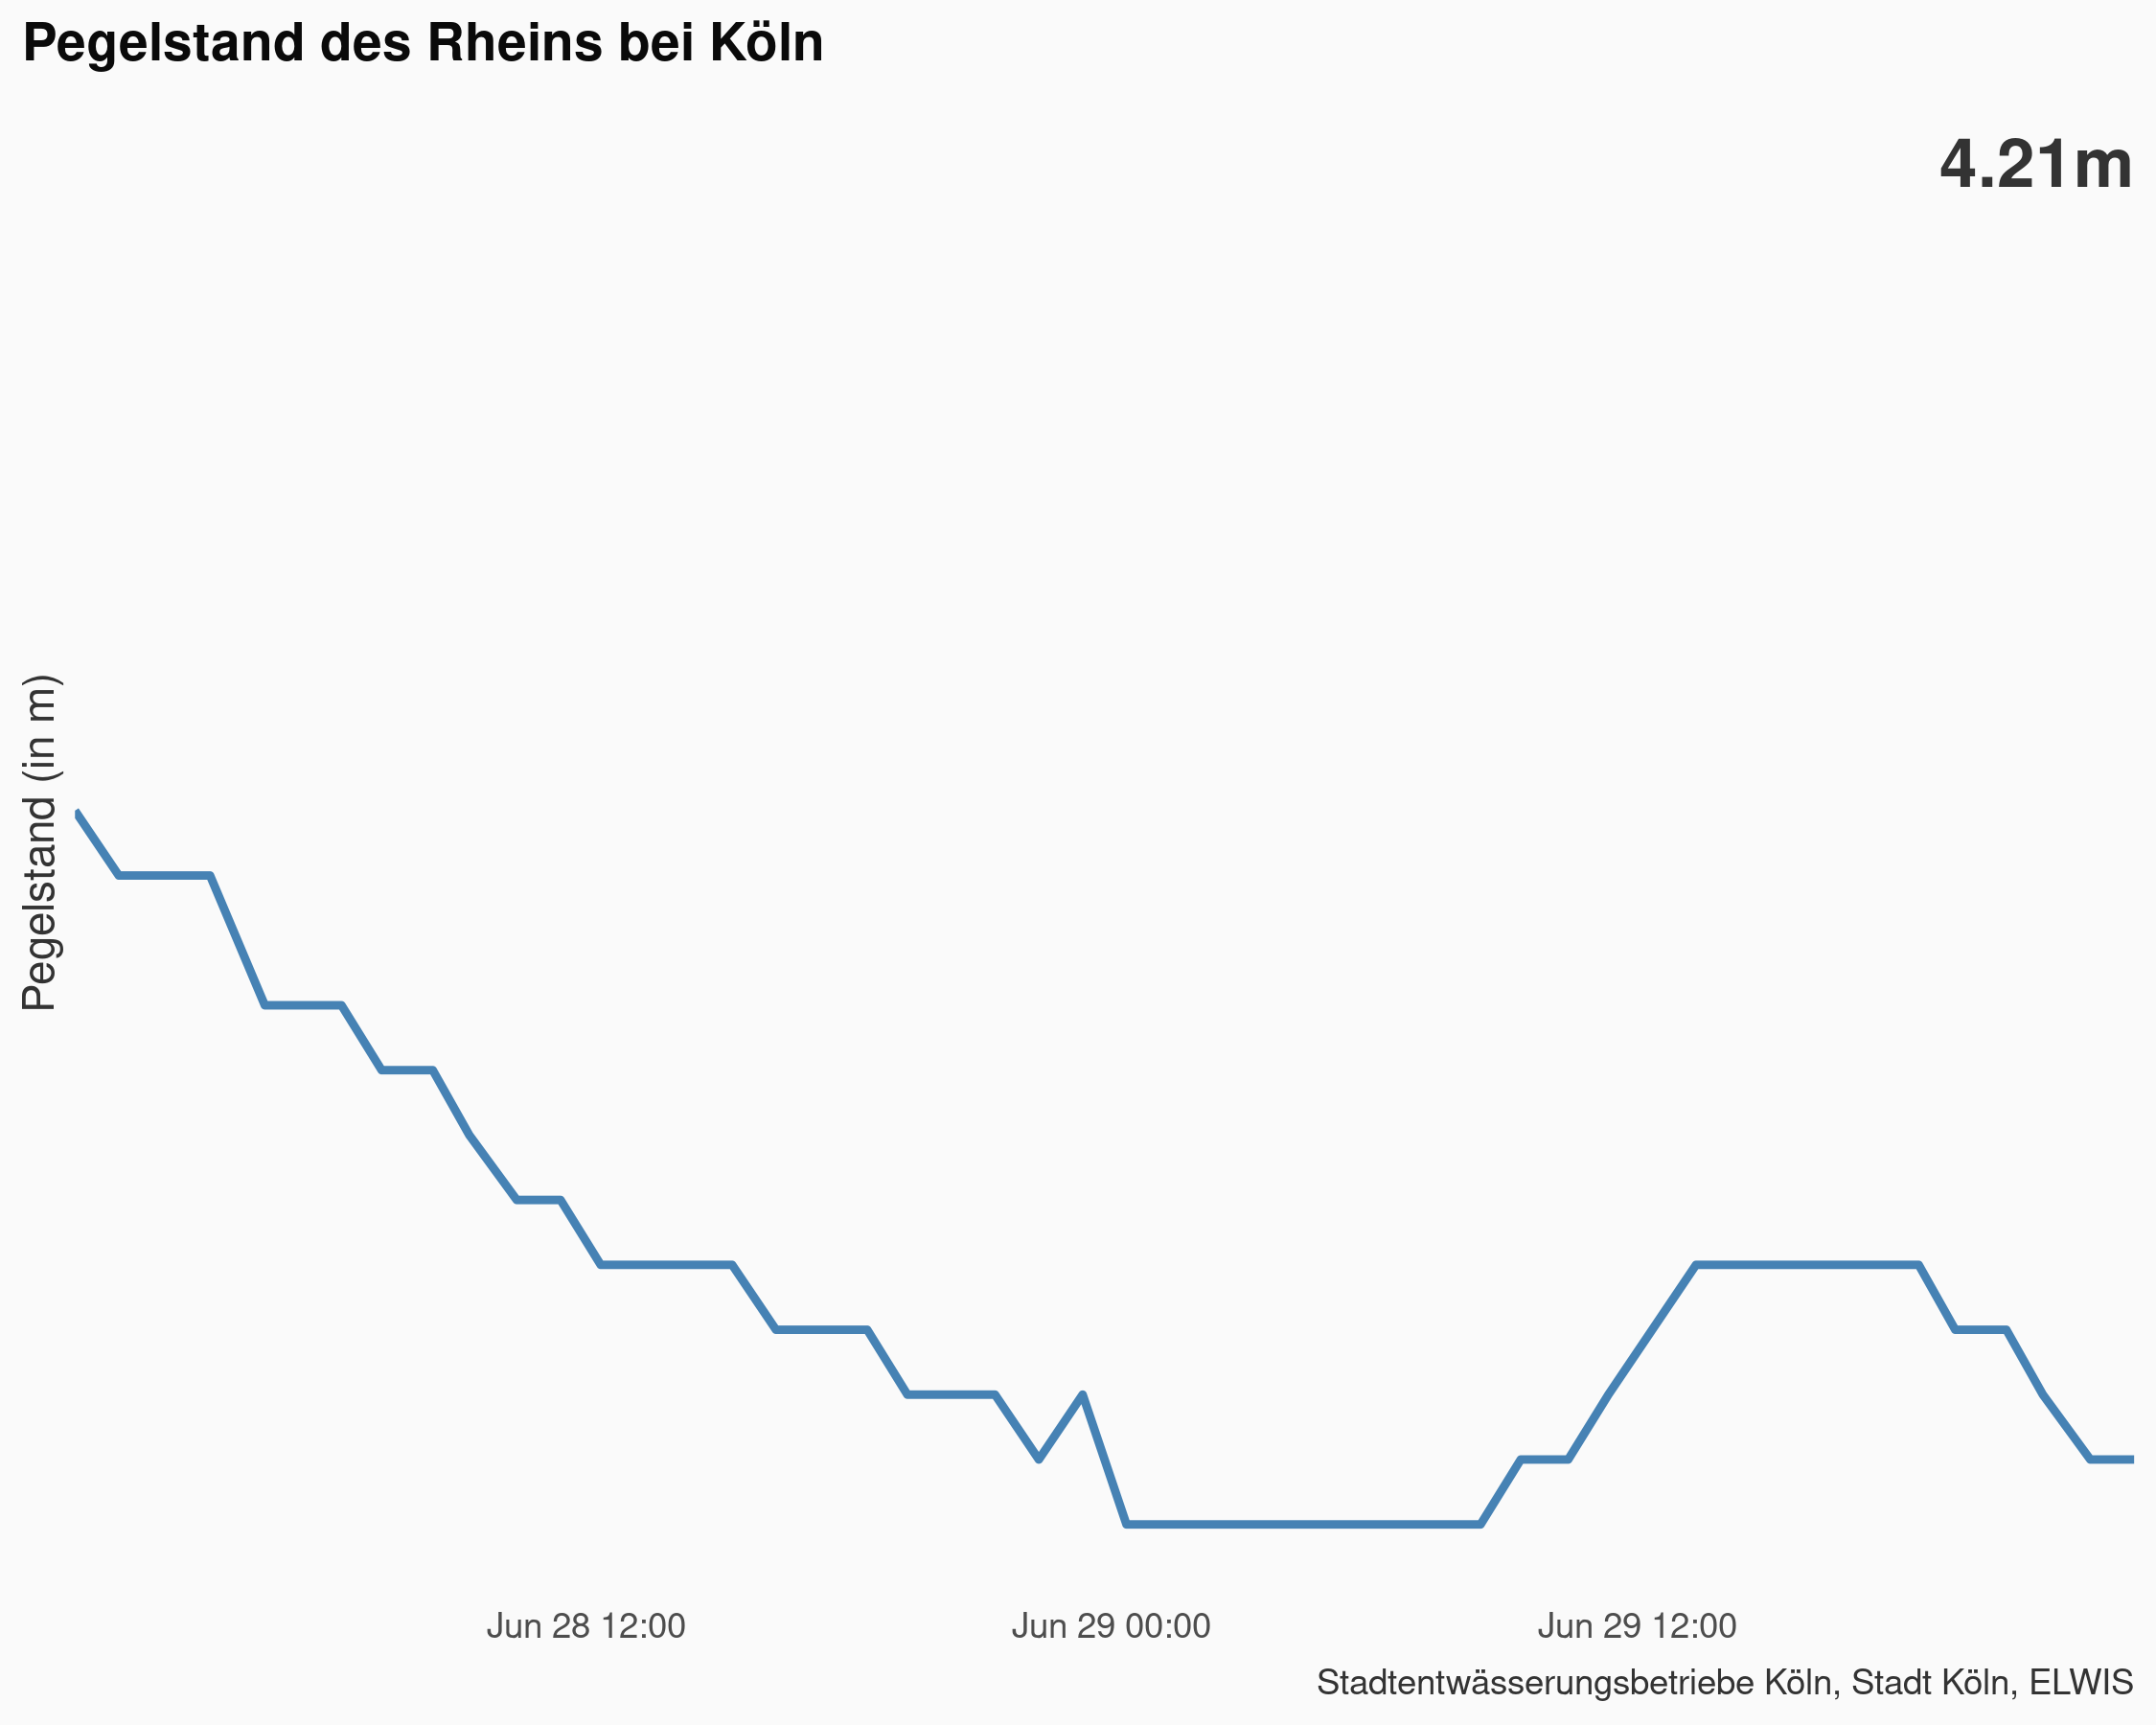 Pegelstand des Rheins bei Köln
4.21m
Pegelstand (in m)
Jun 28 12:00
Jun 29 00:00
Jun 29 12:00
Stadtentwässerungsbetriebe Köln, Stadt Köln, ELWIS